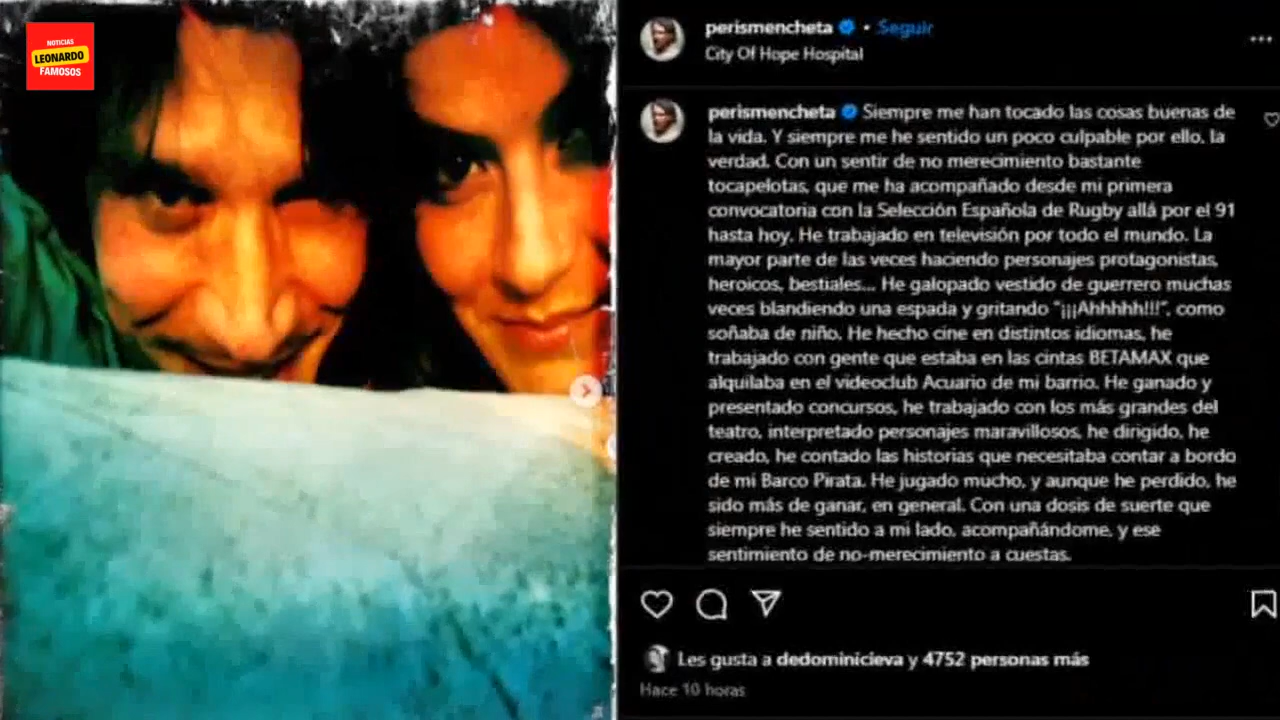 NOTICIAS
LEONARDO
FAMOSOS
perismencheta • Seguir
City Of Hope Hospital
perismencheta Siempre me han tocado las cosas buenas de
la vida. Y siempre me he sentido un poco culpable por ello, la
verdad. Con un sentir de no merecimiento bastante
tocapelotas, que me ha acompañado desde mi primera
convocatoria con la Selección Española de Rugby allá por el 91
hasta hoy. He trabajado en televisión por todo el mundo. La
mayor parte de las veces haciendo personajes protagonistas,
heroicos, bestiales... He galopado vestido de guerrero muchas
veces blandiendo una espada y gritando "¡¡¡Ahhhhh!!!", como
soñaba de niño. He hecho cine en distintos idiomas, he
trabajado con gente que estaba en las cintas BETAMAX que
alquilaba en el videoclub Acuario de mi barrio. He ganado y
presentado concursos, he trabajado con los más grandes del
teatro, interpretado personajes maravillosos, he dirigido, he
creado, he contado las historias que necesitaba contar a bordo
de mi Barco Pirata. He jugado mucho, y aunque he perdido, he
sido más de ganar, en general. Con una dosis de suerte que
siempre he sentido a mi lado, acompañándome, y ese
sentimiento de no-merecimiento a cuestas.
Les gusta a dedominicieva y 4752 personas más
Hace 10 horas